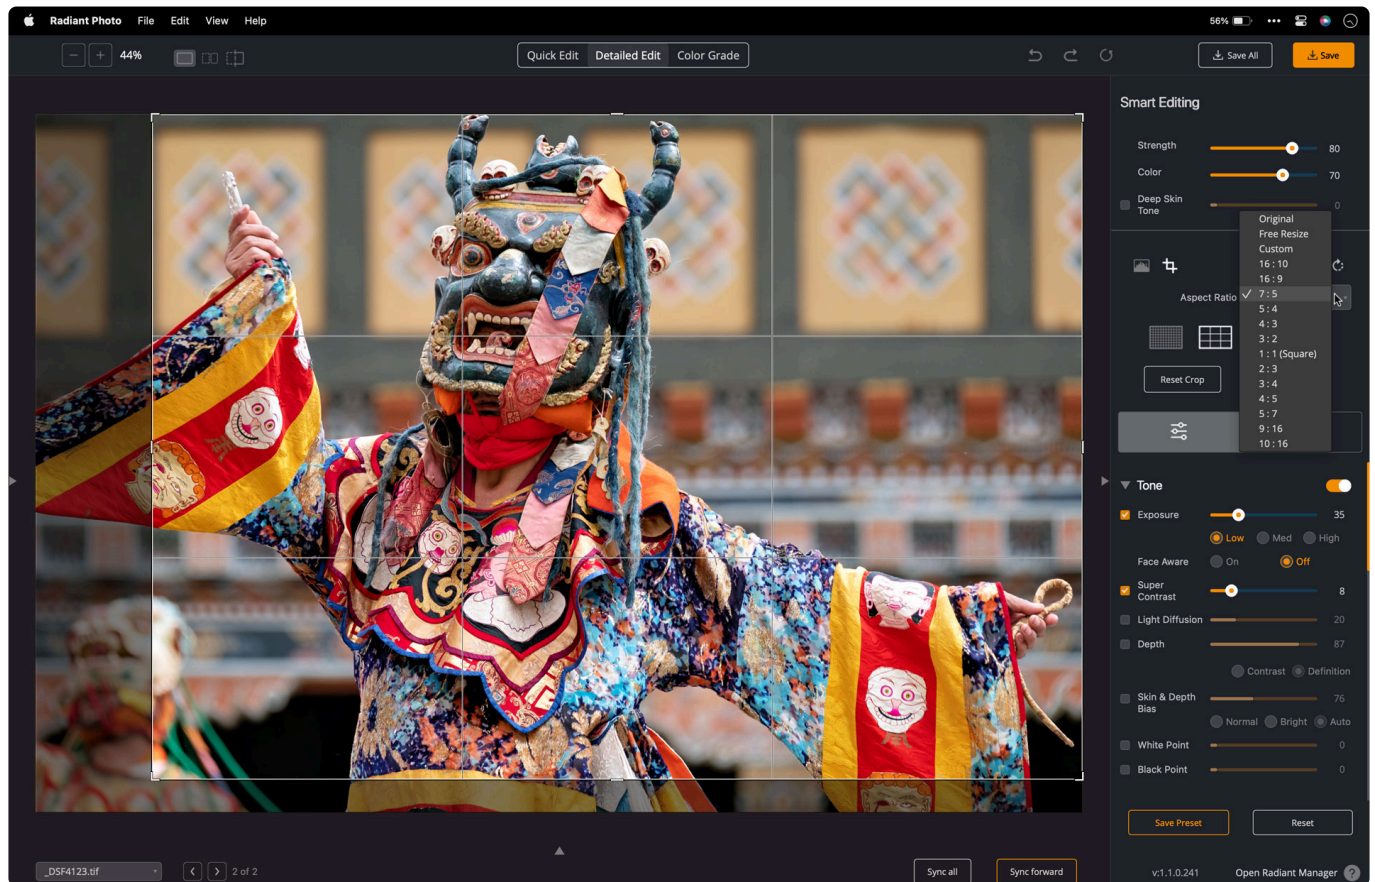 Radiant Photo File Edit View Help
56%
44%
Quick Edit Detailed Edit Color Grade
Save All
Save
Smart Editing
Strength 80
Color 70
Deep Skin
Tone
0
Original
Free Resize
Custom
16 : 10
16 : 9
Aspect Ratio
7 : 5
5 : 4
4 : 3
3 : 2
1 : 1 (Square)
2 : 3
3 : 4
4 : 5
5 : 7
9 : 16
10 : 16
Reset Crop
Tone
Exposure 35
Low Med High
Face Aware On Off
Super
Contrast
8
Light Diffusion 20
Depth 87
Contrast Definition
Skin & Depth
Bias
76
Normal Bright Auto
White Point 0
Black Point 0
Save Preset Reset
_DSF4123.tif
2 of 2
Sync all Sync forward
v:1.1.0.241 Open Radiant Manager ?